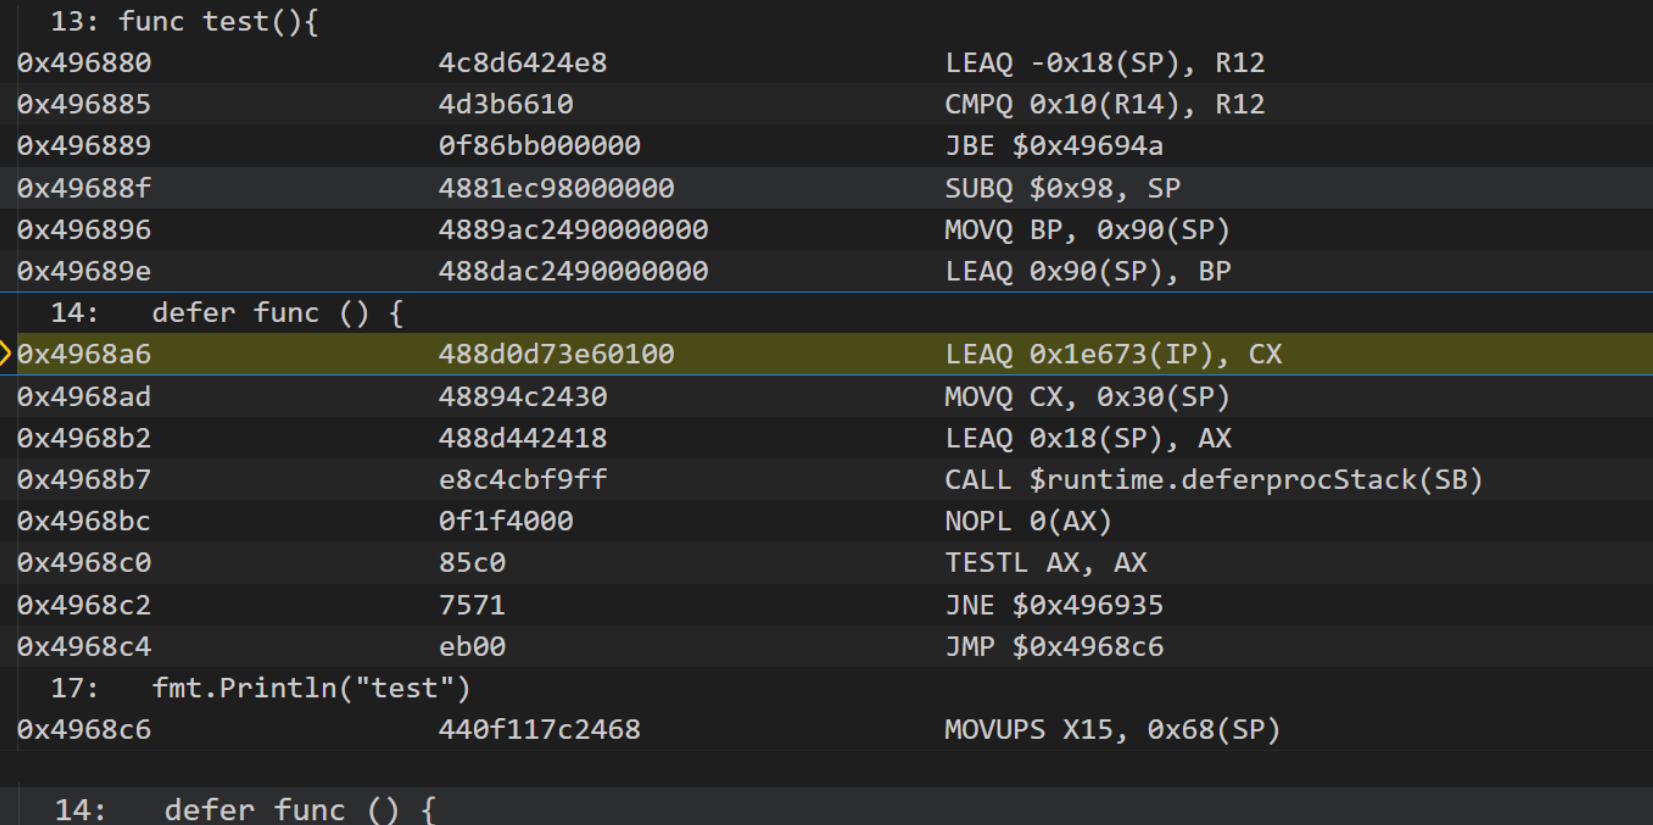 13: func test(){
0x496880 4c8d6424e8 LEAQ -0x18(SP), R12
0x496885 4d3b6610 CMPQ 0x10(R14), R12
0x496889 0f86bb000000 JBE $0x49694a
0x49688f 4881ec98000000 SUBQ $0x98, SP
0x496896 4889ac2490000000 MOVQ BP, 0x90(SP)
0x49689e 488dac2490000000 LEAQ 0x90(SP), BP
14: defer func () {
0x4968a6 488d0d73e60100 LEAQ 0x1e673(IP), CX
0x4968ad 48894c2430 MOVQ CX, 0x30(SP)
0x4968b2 488d442418 LEAQ 0x18(SP), AX
0x4968b7 e8c4cbf9ff CALL $runtime.deferprocStack(SB)
0x4968bc 0f1f4000 NOPL 0(AX)
0x4968c0 85c0 TESTL AX, AX
0x4968c2 7571 JNE $0x496935
0x4968c4 eb00 JMP $0x4968c6
17: fmt.Println("test")
0x4968c6 440f117c2468 MOVUPS X15, 0x68(SP)
14: defer func () {